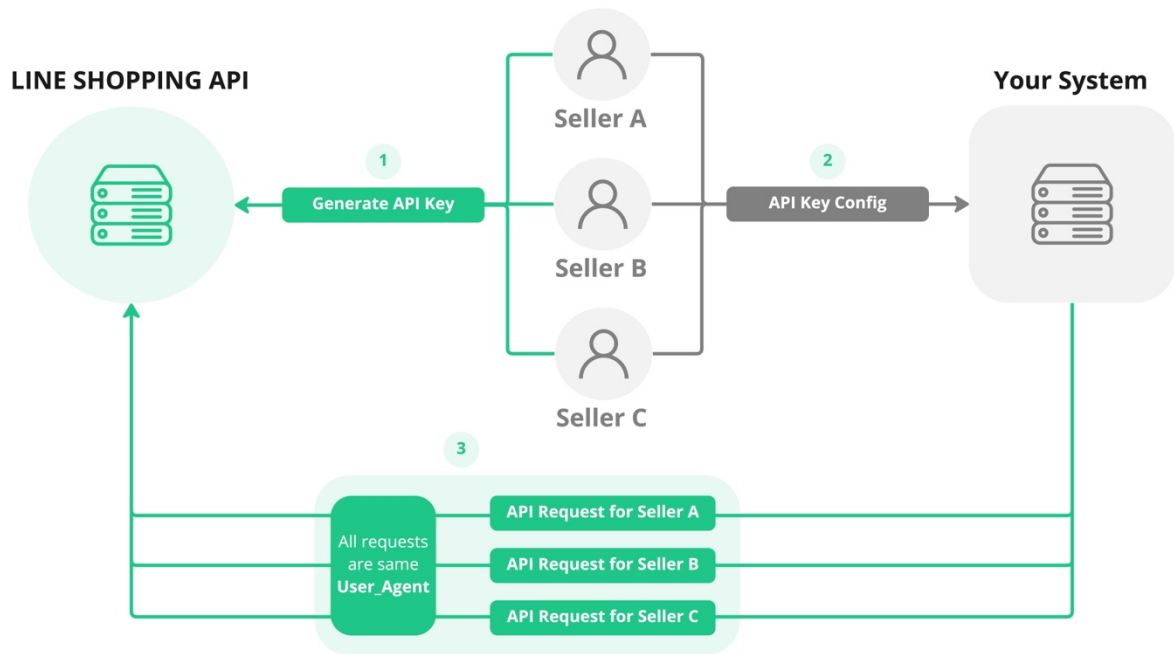 LINE SHOPPING API
Your System
Seller A
1
2
Generate API Key
API Key Config
Seller B
Seller C
3
API Request for Seller A
All requests
are same
User_Agent
API Request for Seller B
API Request for Seller C